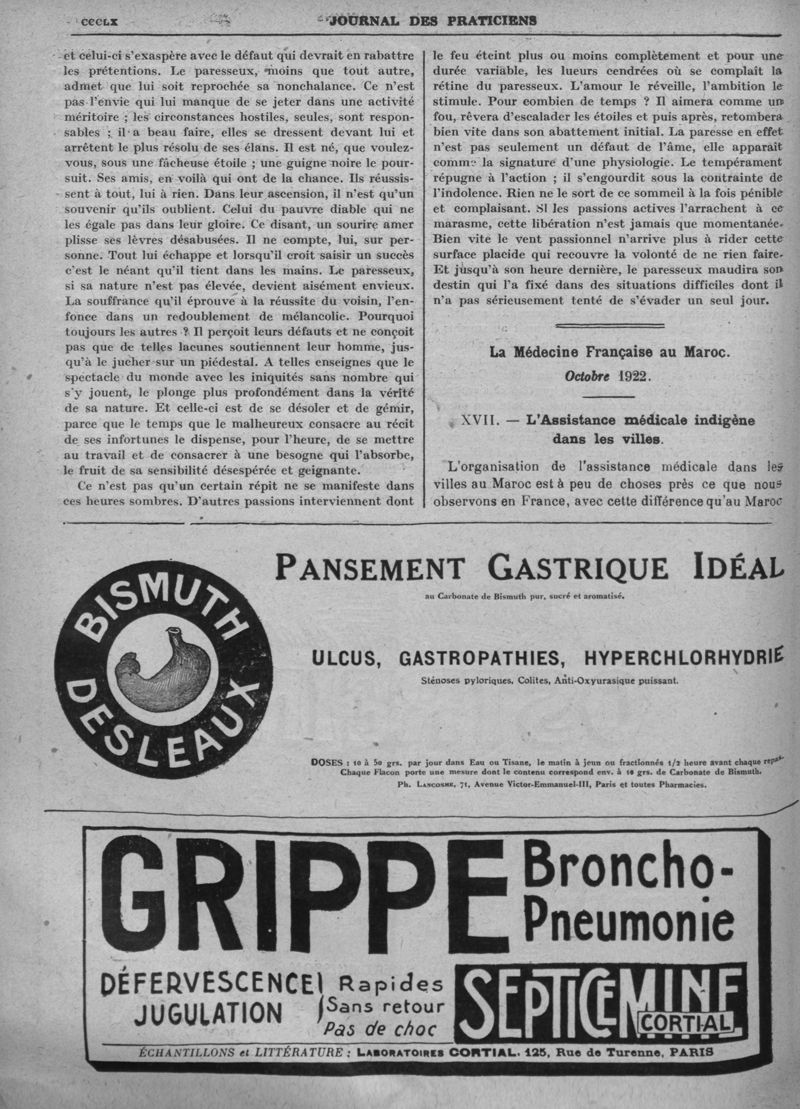 CCCLX
JOURNAL DES PRATICIENS
et celui-ci s'exaspère avec le défaut qui devrait en rabattre
les prétentions. Le paresseux, moins que tout autre,
admet que lui soit reprochée sa nonchalance. Ce n'est
pas l'envie qui lui manque de se jeter dans une activité
méritoire ; les circonstances hostiles, seules, sont respon-
sables ; il a beau faire, elles se dressent devant lui et
arrêtent le plus résolu de ses élans. Il est né, que voulez-
vous, sous une fâcheuse étoile ; une guigne noire le pour-
suit. Ses amis, en voilà qui ont de la chance. Ils réussis-
sent à tout, lui à rien. Dans leur ascension, il n'est qu'un
souvenir qu'ils oublient. Celui du pauvre diable qui ne
les égale pas dans leur gloire. Ce disant, un sourire amer
plisse ses lèvres désabusées. Il ne compte, lui, sur per-
sonne. Tout lui échappe et lorsqu'il croit saisir un succès
c'est le néant qu'il tient dans les mains. Le paresseux,
si sa nature n'est pas élevée, devient aisément envieux.
La souffrance qu'il éprouve à la réussite du voisin, l'en-
fonce dans un redoublement de mélancolie. Pourquoi
toujours les autres ? Il perçoit leurs défauts et ne conçoit
pas que de telles lacunes soutiennent leur homme, jus-
qu'à le jucher sur un piédestal. A telles enseignes que le
spectacle du monde avec les iniquités sans nombre qui
s'y jouent, le plonge plus profondément dans la vérité
de sa nature. Et celle-ci est de se désoler et de gémir,
parce que le temps que le malheureux consacre au récit
de ses infortunes le dispense, pour l'heure, de se mettre
au travail et de consacrer à une besogne qui l'absorbe,
le fruit de sa sensibilité désespérée et geignante.
Ce n'est pas qu'un certain répit ne se manifeste dans
ces heures sombres. D'autres passions interviennent dont
le feu éteint plus ou moins complètement et pour une
durée variable, les lueurs cendrées où se complaît la
rétine du paresseux. L'amour le réveille, l'ambition le
stimule. Pour combien de temps ? Il aimera comme un
fou, rêvera d'escalader les étoiles et puis après, retombera
bien vite dans son abattement initial. La paresse en effet
n'est pas seulement un défaut de l'âme, elle apparaît
comme la signature d'une physiologie. Le tempérament
répugne à l'action ; il s'engourdit sous la contrainte de
l'indolence. Rien ne le sort de ce sommeil à la fois pénible
et complaisant. Si les passions actives l'arrachent à ce
marasme, cette libération n'est jamais que momentanée.
Bien vite le vent passionnel n'arrive plus à rider cette
surface placide qui recouvre la volonté de ne rien faire.
Et jusqu'à son heure dernière, le paresseux maudira son
destin qui l'a fixé dans des situations difficiles dont il
n'a pas sérieusement tenté de s'évader un seul jour.
La Médecine Française au Maroc.
Octobre 1922.
XVII. — L'Assistance médicale indigène
dans les villes.
L'organisation de l'assistance médicale dans les
villes au Maroc est à peu de choses près ce que nous
observons en France, avec cette différence qu'au Maroc
BISMUTH
DESLEAUX
PANSEMENT GASTRIQUE IDÉAL
au Carbonate de Bismuth pur, sucré et aromatisé.
ULCUS, GASTROPATHIES, HYPERCHLORHYDRIE
Sténoses pyloriques, Colites, Anti-Oxyurasique puissant.
DOSES : 10 à 50 grs. par jour dans Eau ou Tisane, le matin à jeun ou fractionnés 1/2 heure avant chaque repas.
Chaque Flacon porte une mesure dont le contenu correspond env. à 10 grs. de Carbonate de Bismuth.
Ph. LANCOSME, 71, Avenue Victor-Emmanuel-III, Paris et toutes Pharmacies.
GRIPPE
Broncho-
Pneumonie
DÉFERVESCENCE
JUGULATION
Rapides
Sans retour
Pas de choc
SEPTICÉMINE
CORTIAL
ÉCHANTILLONS et LITTÉRATURE : LABORATOIRES CORTIAL. 125, Rue de Turenne, PARIS